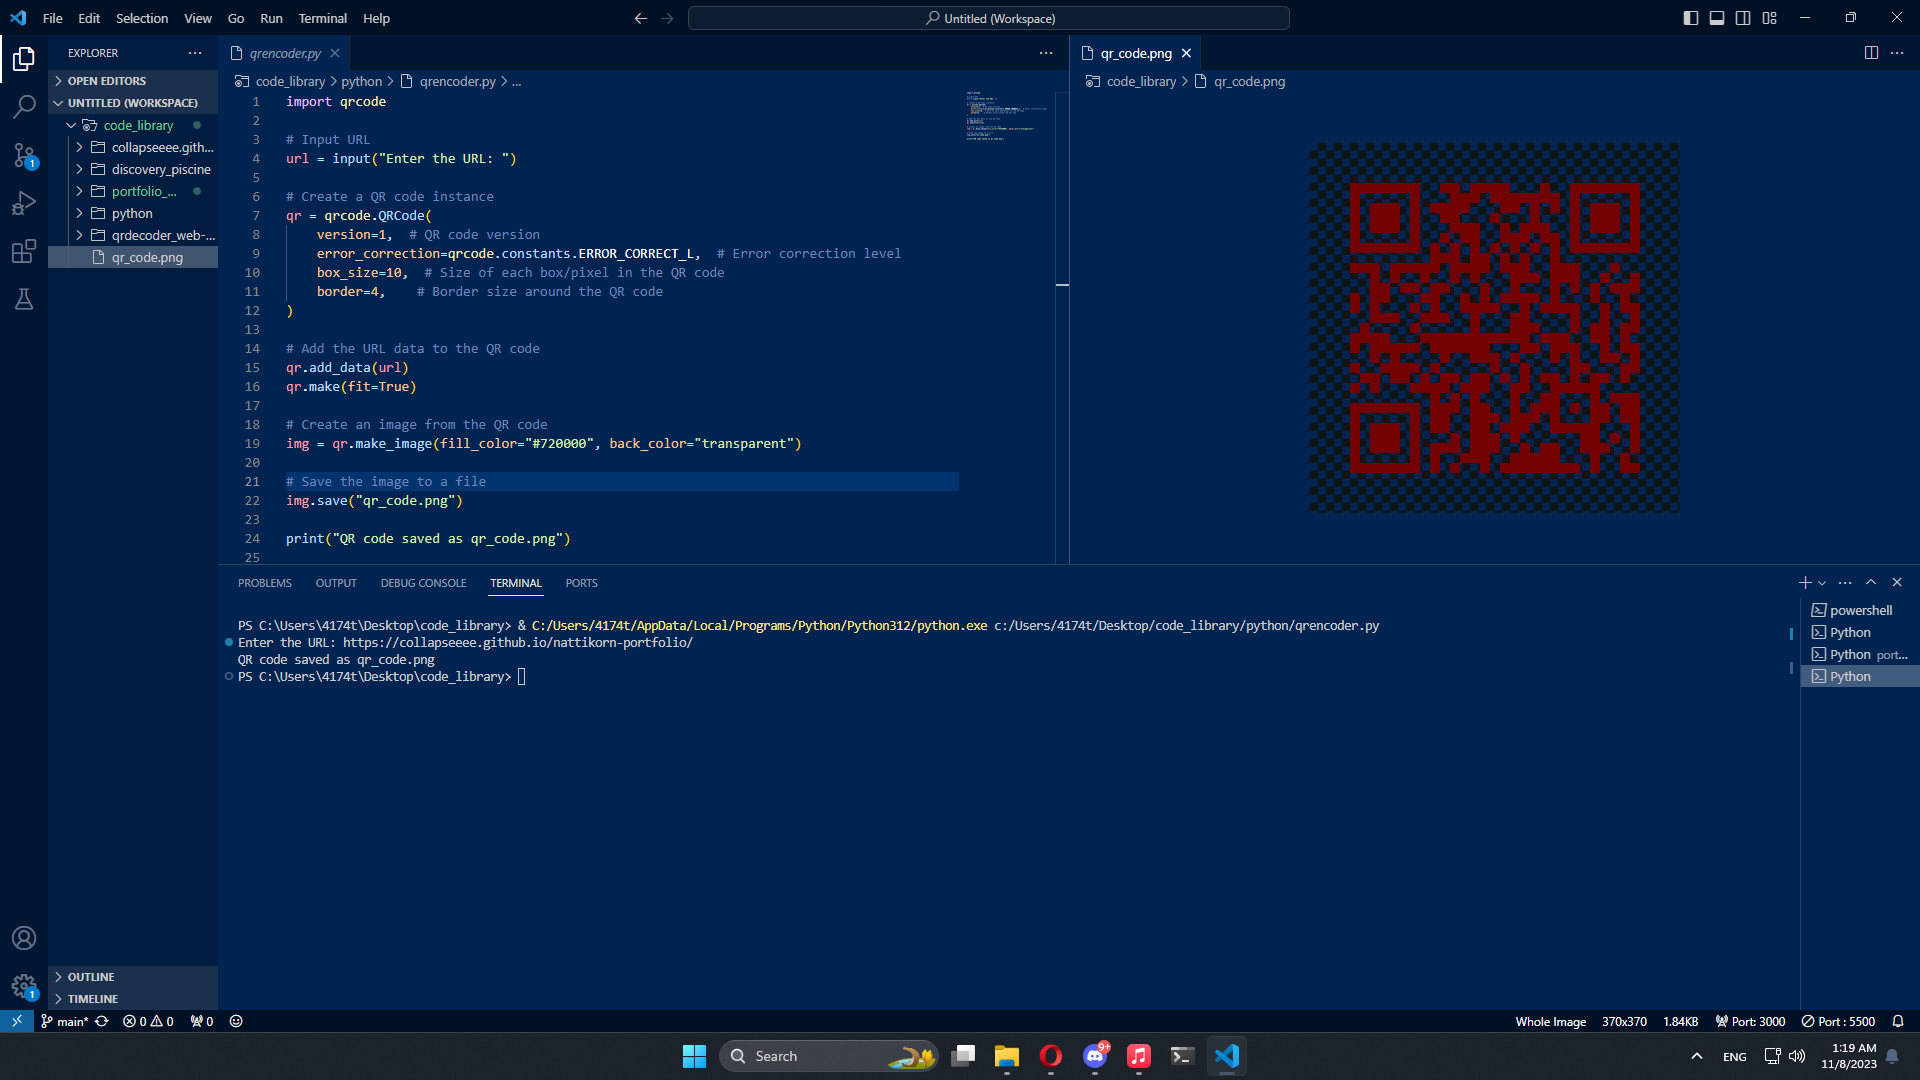 File Edit Selection View Go Run Terminal Help
Untitled (Workspace)
EXPLORER
OPEN EDITORS
UNTITLED (WORKSPACE)
code_library
collapseeee.gith...
discovery_piscine
portfolio_...
python
qrdecoder_web-...
qr_code.png
OUTLINE
TIMELINE
qrencoder.py
code_library > python > qrencoder.py > ...
1 import qrcode
2
3 # Input URL
4 url = input("Enter the URL: ")
5
6 # Create a QR code instance
7 qr = qrcode.QRCode(
8 version=1, # QR code version
9 error_correction=qrcode.constants.ERROR_CORRECT_L, # Error correction level
10 box_size=10, # Size of each box/pixel in the QR code
11 border=4, # Border size around the QR code
12 )
13
14 # Add the URL data to the QR code
15 qr.add_data(url)
16 qr.make(fit=True)
17
18 # Create an image from the QR code
19 img = qr.make_image(fill_color="#720000", back_color="transparent")
20
21 # Save the image to a file
22 img.save("qr_code.png")
23
24 print("QR code saved as qr_code.png")
25
qr_code.png
code_library > qr_code.png
PROBLEMS OUTPUT DEBUG CONSOLE TERMINAL PORTS
PS C:\Users\4174t\Desktop\code_library> & C:/Users/4174t/AppData/Local/Programs/Python/Python312/python.exe c:/Users/4174t/Desktop/code_library/python/qrencoder.py
Enter the URL: https://collapseeee.github.io/nattikorn-portfolio/
QR code saved as qr_code.png
PS C:\Users\4174t\Desktop\code_library>
powershell
Python
Python port...
Python
1
1
main* 0 0 0
Whole Image 370x370 1.84KB Port: 3000 Port : 5500
Search
9+
ENG
1:19 AM
11/8/2023